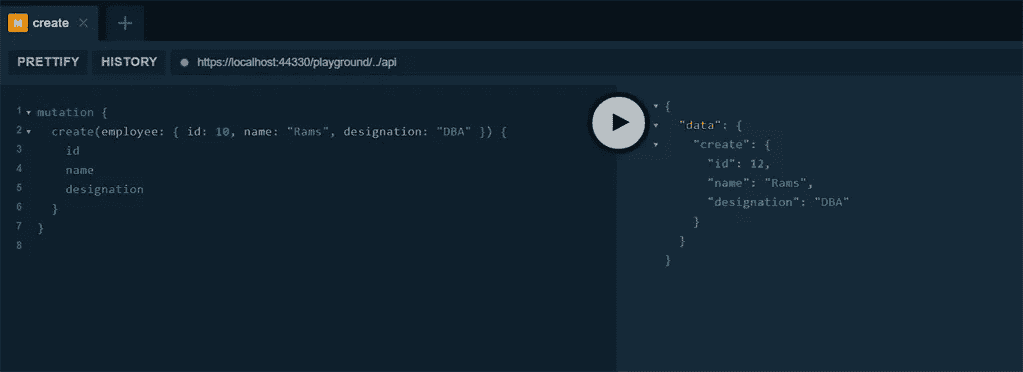 M create
PRETTIFY HISTORY https://localhost:44330/playground/../api
1 mutation {
2 create(employee: { id: 10, name: "Rams", designation: "DBA" }) {
3 id
4 name
5 designation
6 }
7 }
8
{
"data": {
"create": {
"id": 12,
"name": "Rams",
"designation": "DBA"
}
}
}